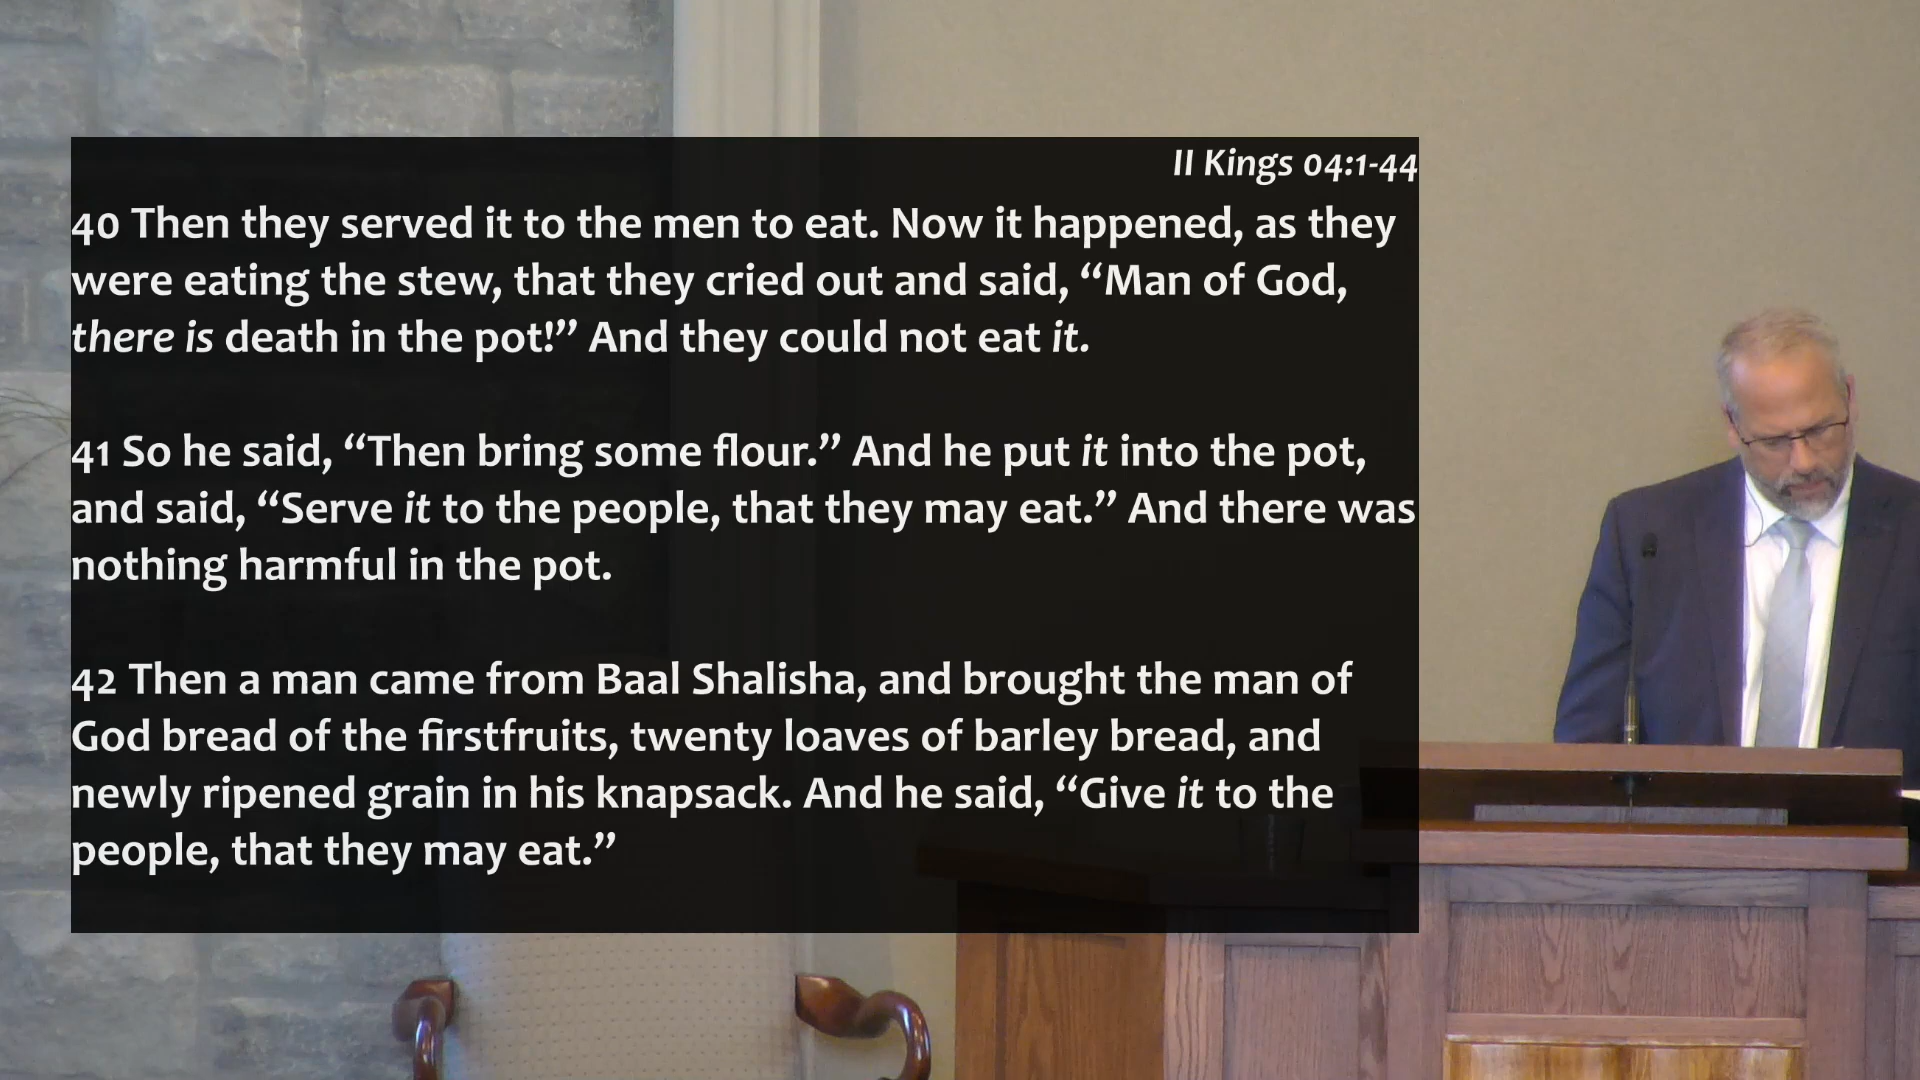 II Kings 04:1-44
40 Then they served it to the men to eat. Now it happened, as they
were eating the stew, that they cried out and said, “Man of God,
there is death in the pot!” And they could not eat it.
41 So he said, “Then bring some flour.” And he put it into the pot,
and said, “Serve it to the people, that they may eat.” And there was
nothing harmful in the pot.
42 Then a man came from Baal Shalisha, and brought the man of
God bread of the firstfruits, twenty loaves of barley bread, and
newly ripened grain in his knapsack. And he said, “Give it to the
people, that they may eat.”